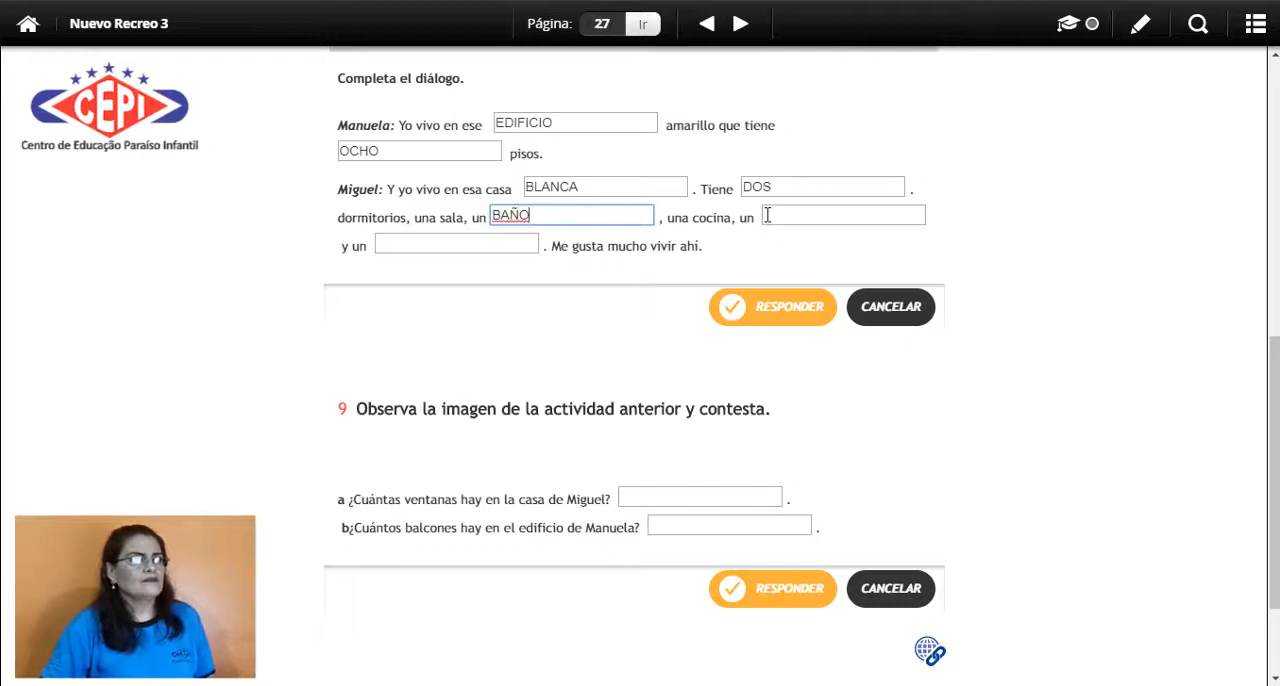 Nuevo Recreo 3
Página: 27 Ir
CEPI
Centro de Educação Paraíso Infantil
Completa el diálogo.
Manuela: Yo vivo en ese EDIFICIO amarillo que tiene
OCHO pisos.
Miguel: Y yo vivo en esa casa BLANCA . Tiene DOS .
dormitorios, una sala, un BAÑO , una cocina, un
y un . Me gusta mucho vivir ahí.
RESPONDER CANCELAR
9 Observa la imagen de la actividad anterior y contesta.
a ¿Cuántas ventanas hay en la casa de Miguel? .
b¿Cuántos balcones hay en el edificio de Manuela? .
RESPONDER CANCELAR